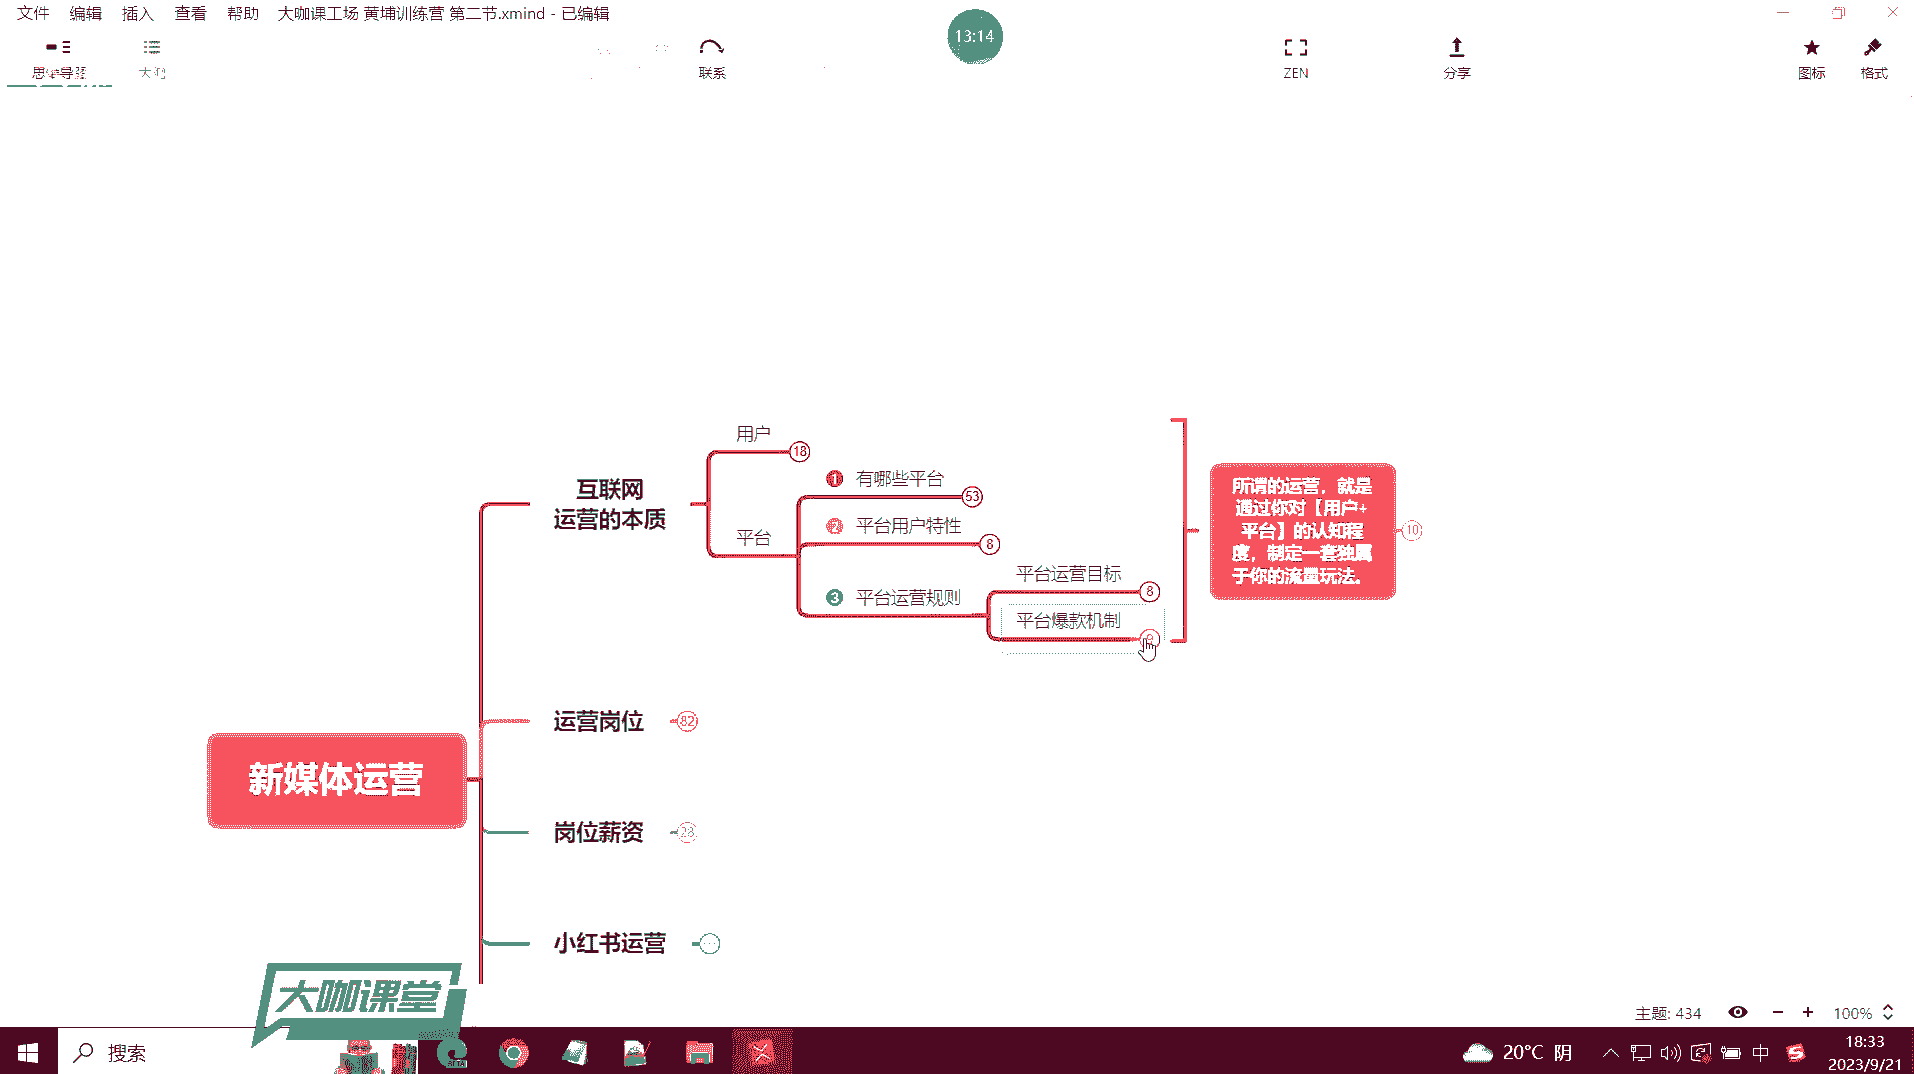 文件 编辑 插入 查看 帮助 大咖课工场 黄埔训练营 第二节.xmind - 已编辑
13:14
思维导图
联系
ZEN
分享
图标
格式
用户
18
1 有哪些平台
53
互联网
运营的本质
2 平台用户特性
8
平台
平台运营目标
8
3 平台运营规则
平台爆款机制
所谓的运营，就是
通过你对【用户+
平台】的认知程
度，制定一套独属
于你的流量玩法。
10
运营岗位
82
新媒体运营
岗位薪资
小红书运营
大咖课堂
主题: 434
100%
搜索
BETA
20°C 阴
中
18:33
2023/9/21